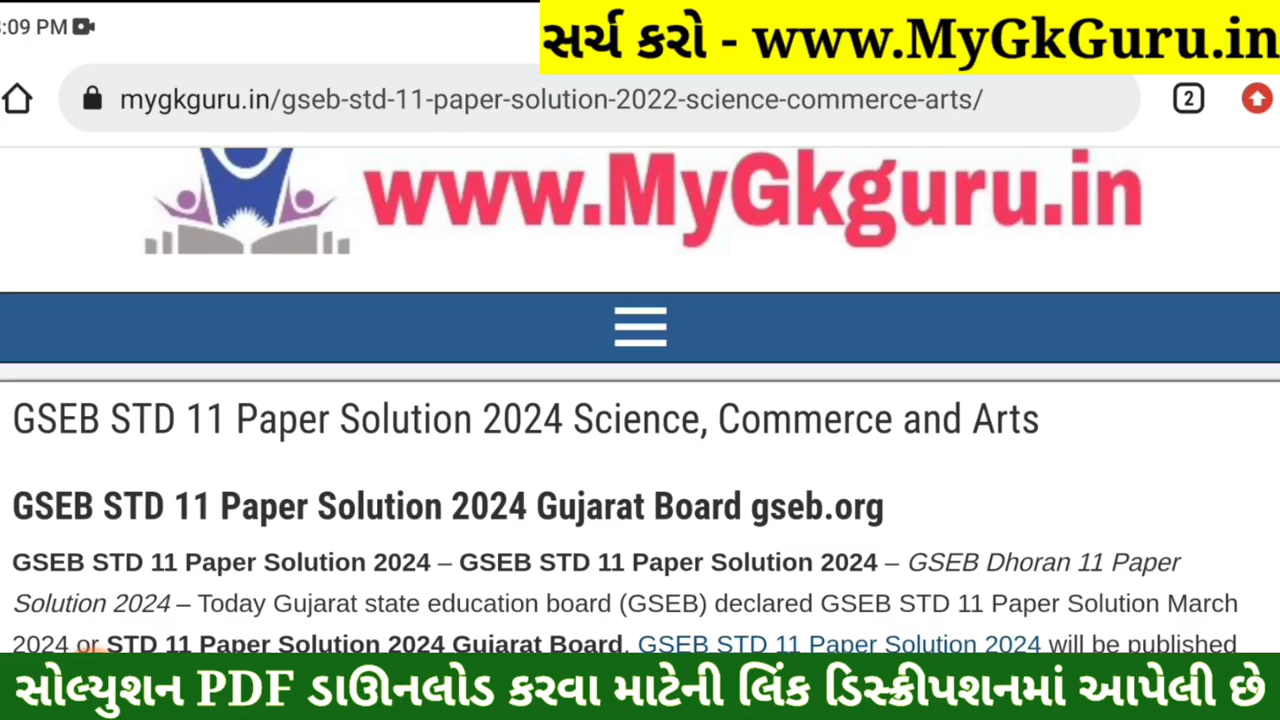 :09 PM
સર્ચ કરો - www.MyGkGuru.in
mygkguru.in/gseb-std-11-paper-solution-2022-science-commerce-arts/
2
www.MyGkguru.in
GSEB STD 11 Paper Solution 2024 Science, Commerce and Arts
GSEB STD 11 Paper Solution 2024 Gujarat Board gseb.org
GSEB STD 11 Paper Solution 2024 – GSEB STD 11 Paper Solution 2024 – GSEB Dhoran 11 Paper
Solution 2024 – Today Gujarat state education board (GSEB) declared GSEB STD 11 Paper Solution March
2024 or STD 11 Paper Solution 2024 Gujarat Board. GSEB STD 11 Paper Solution 2024 will be published
સોલ્યુશન PDF ડાઊનલોડ કરવા માટેની લિંક ડિસ્ક્રીપશનમાં આપેલી છે